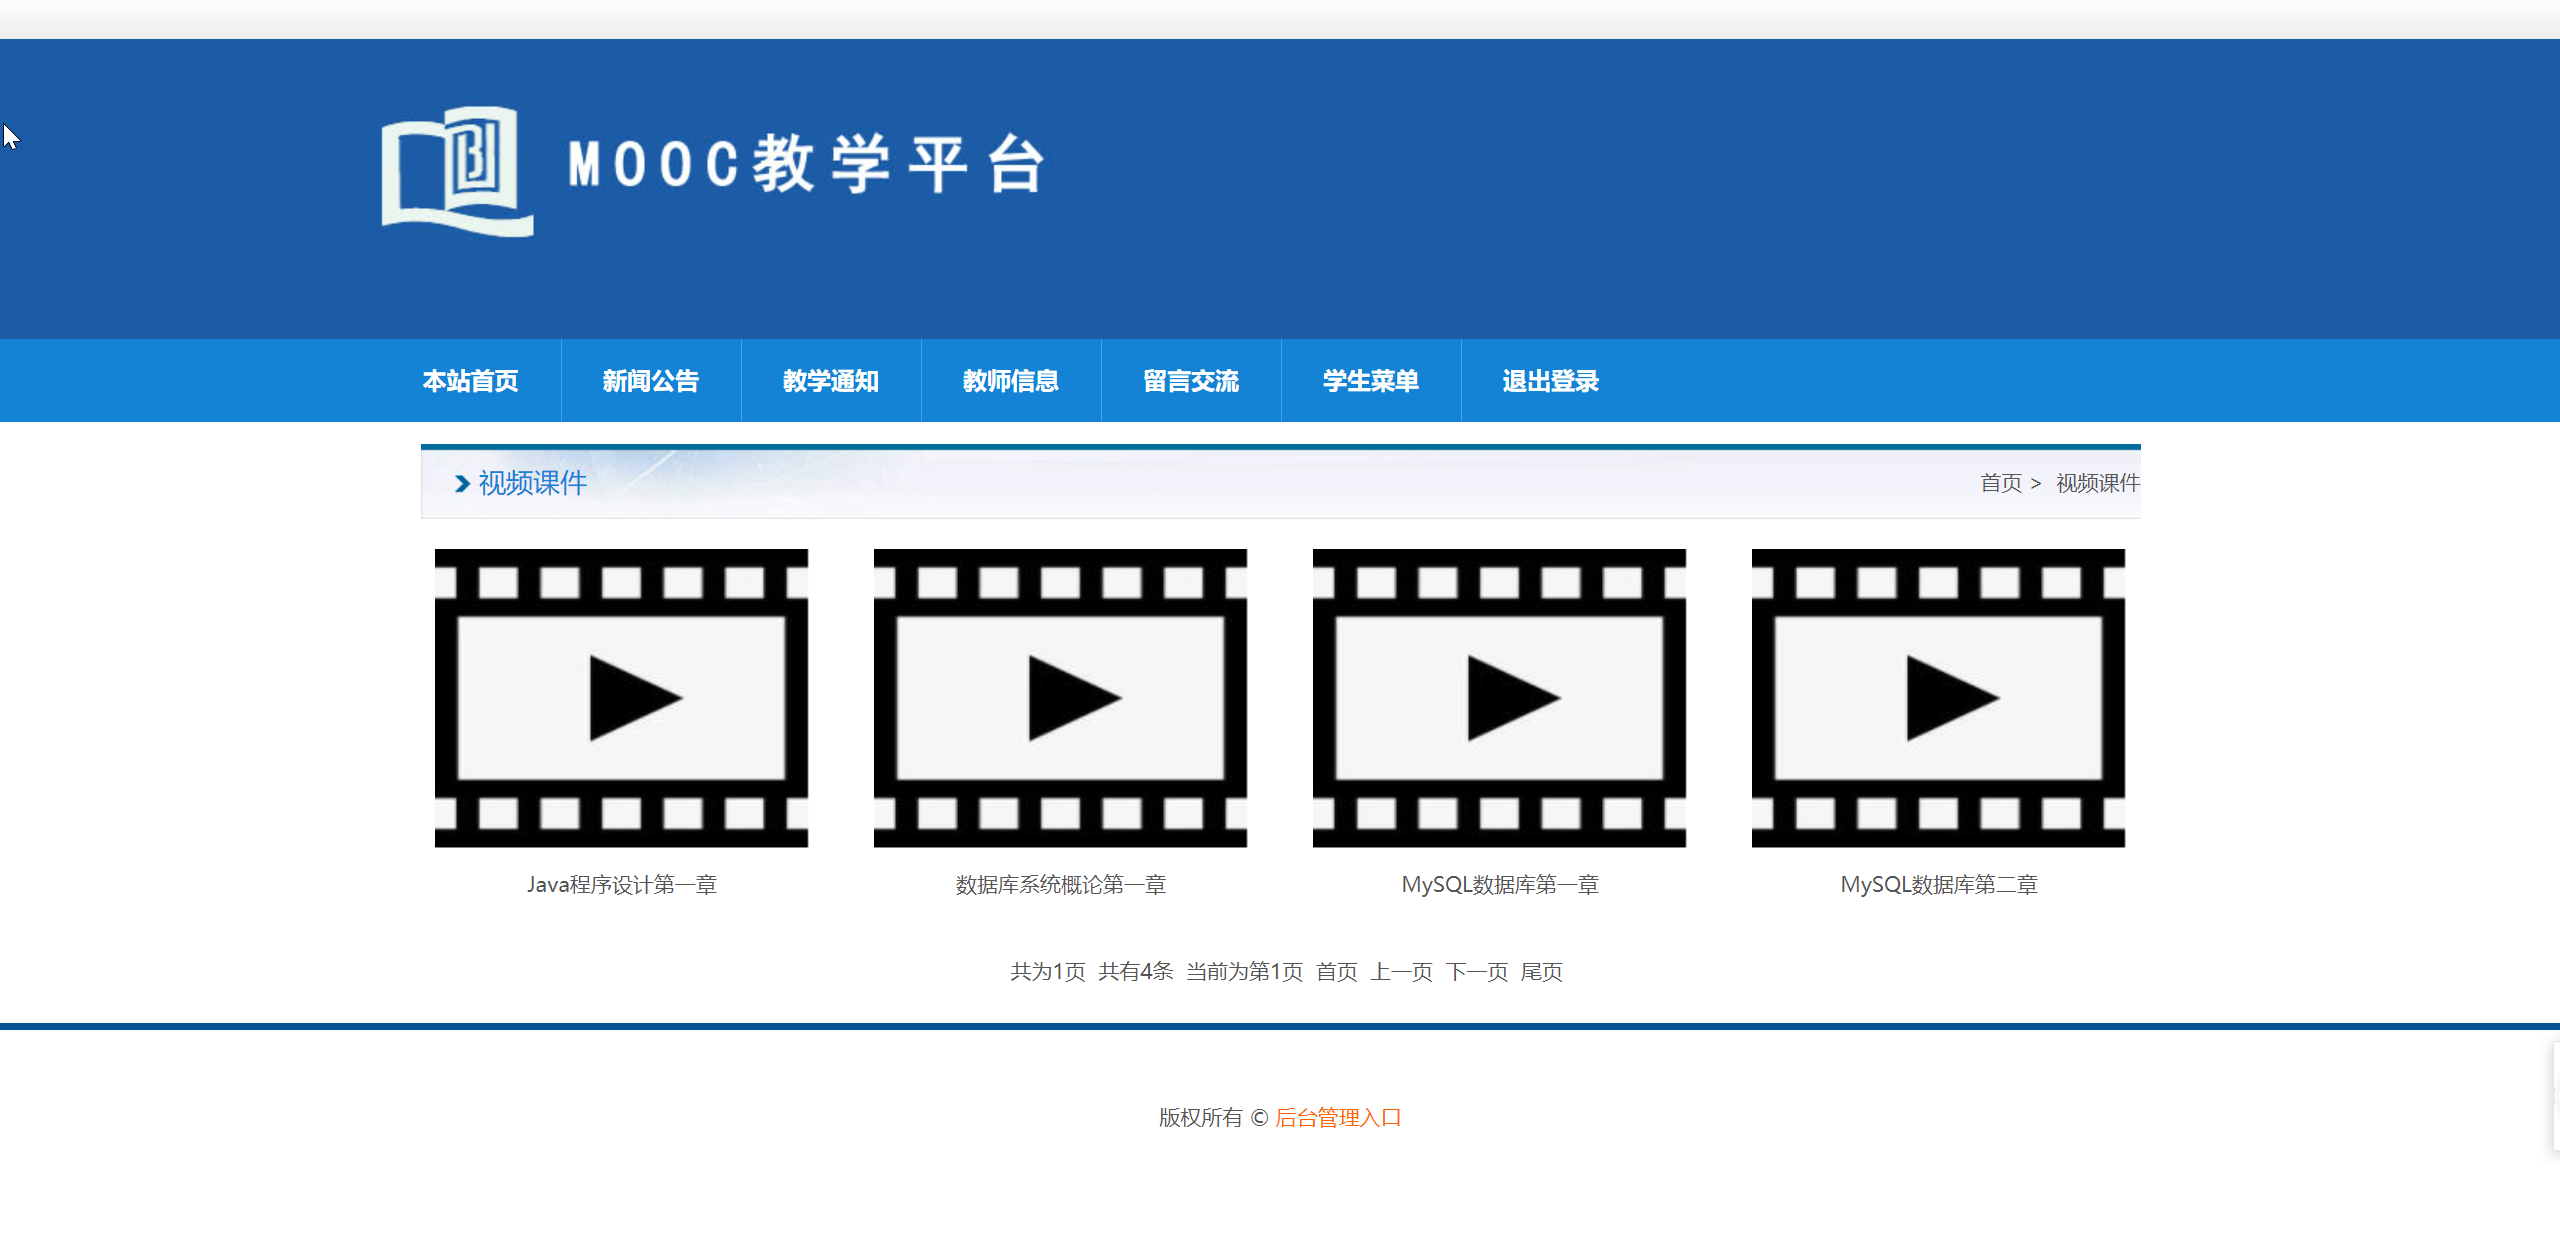 MOOC教学平台
本站首页 新闻公告 教学通知 教师信息 留言交流 学生菜单 退出登录
视频课件 首页 > 视频课件
Java程序设计第一章 数据库系统概论第一章 MySQL数据库第一章 MySQL数据库第二章
共为1页 共有4条 当前为第1页 首页 上一页 下一页 尾页
版权所有 © 后台管理入口